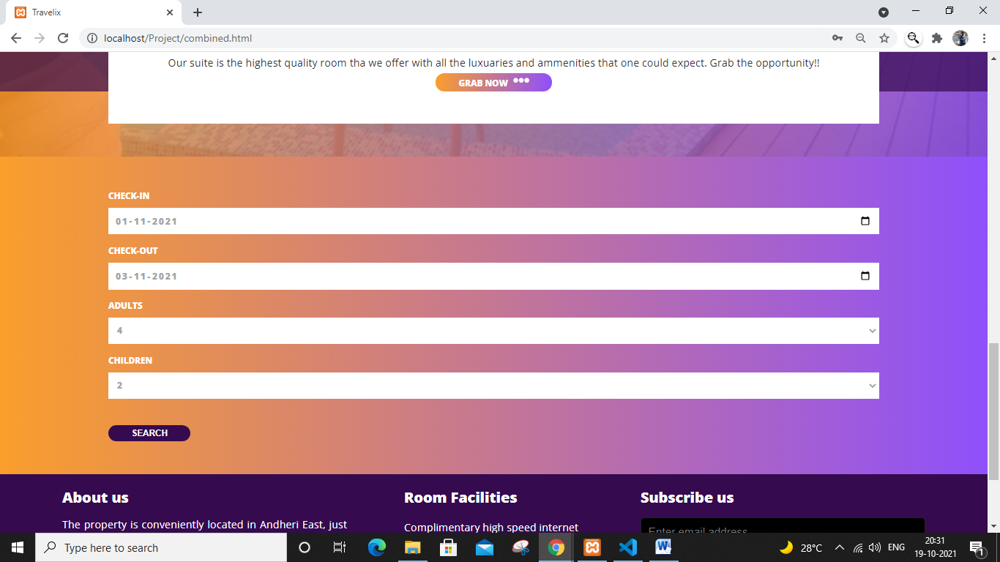 Travelix
localhost/Project/combined.html
Our suite is the highest quality room tha we offer with all the luxuaries and ammenities that one could expect. Grab the opportunity!!
GRAB NOW
CHECK-IN
01-11-2021
CHECK-OUT
03-11-2021
ADULTS
4
CHILDREN
2
SEARCH
About us
The property is conveniently located in Andheri East, just
Room Facilities
Complimentary high speed internet
Subscribe us
Enter email address
Type here to search
28°C
ENG
20:31
19-10-2021
1